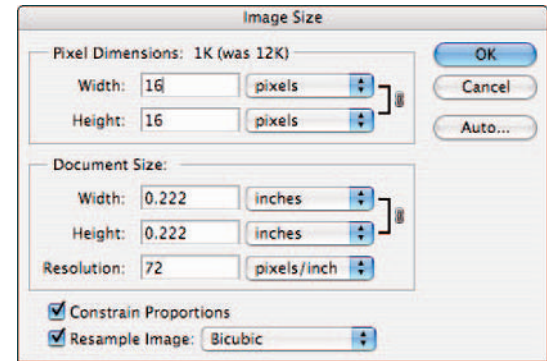 Image Size
Pixel Dimensions: 1K (was 12K)
OK
Width: 16 pixels
Cancel
Height: 16 pixels
Auto...
Document Size:
Width: 0.222 inches
Height: 0.222 inches
Resolution: 72 pixels/inch
Constrain Proportions
Resample Image: Bicubic